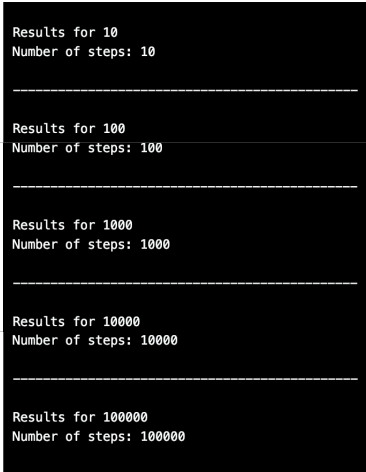 Results for 10
Number of steps: 10
----------------------------------------------
Results for 100
Number of steps: 100
----------------------------------------------
Results for 1000
Number of steps: 1000
----------------------------------------------
Results for 10000
Number of steps: 10000
----------------------------------------------
Results for 100000
Number of steps: 100000